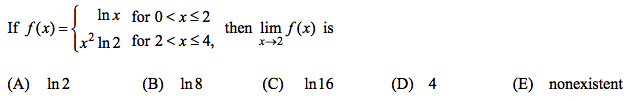 If f(x) = { ln x for 0 < x ≤ 2
x² ln 2 for 2 < x ≤ 4, then lim x→2 f(x) is
(A) ln 2 (B) ln 8 (C) ln 16 (D) 4 (E) nonexistent